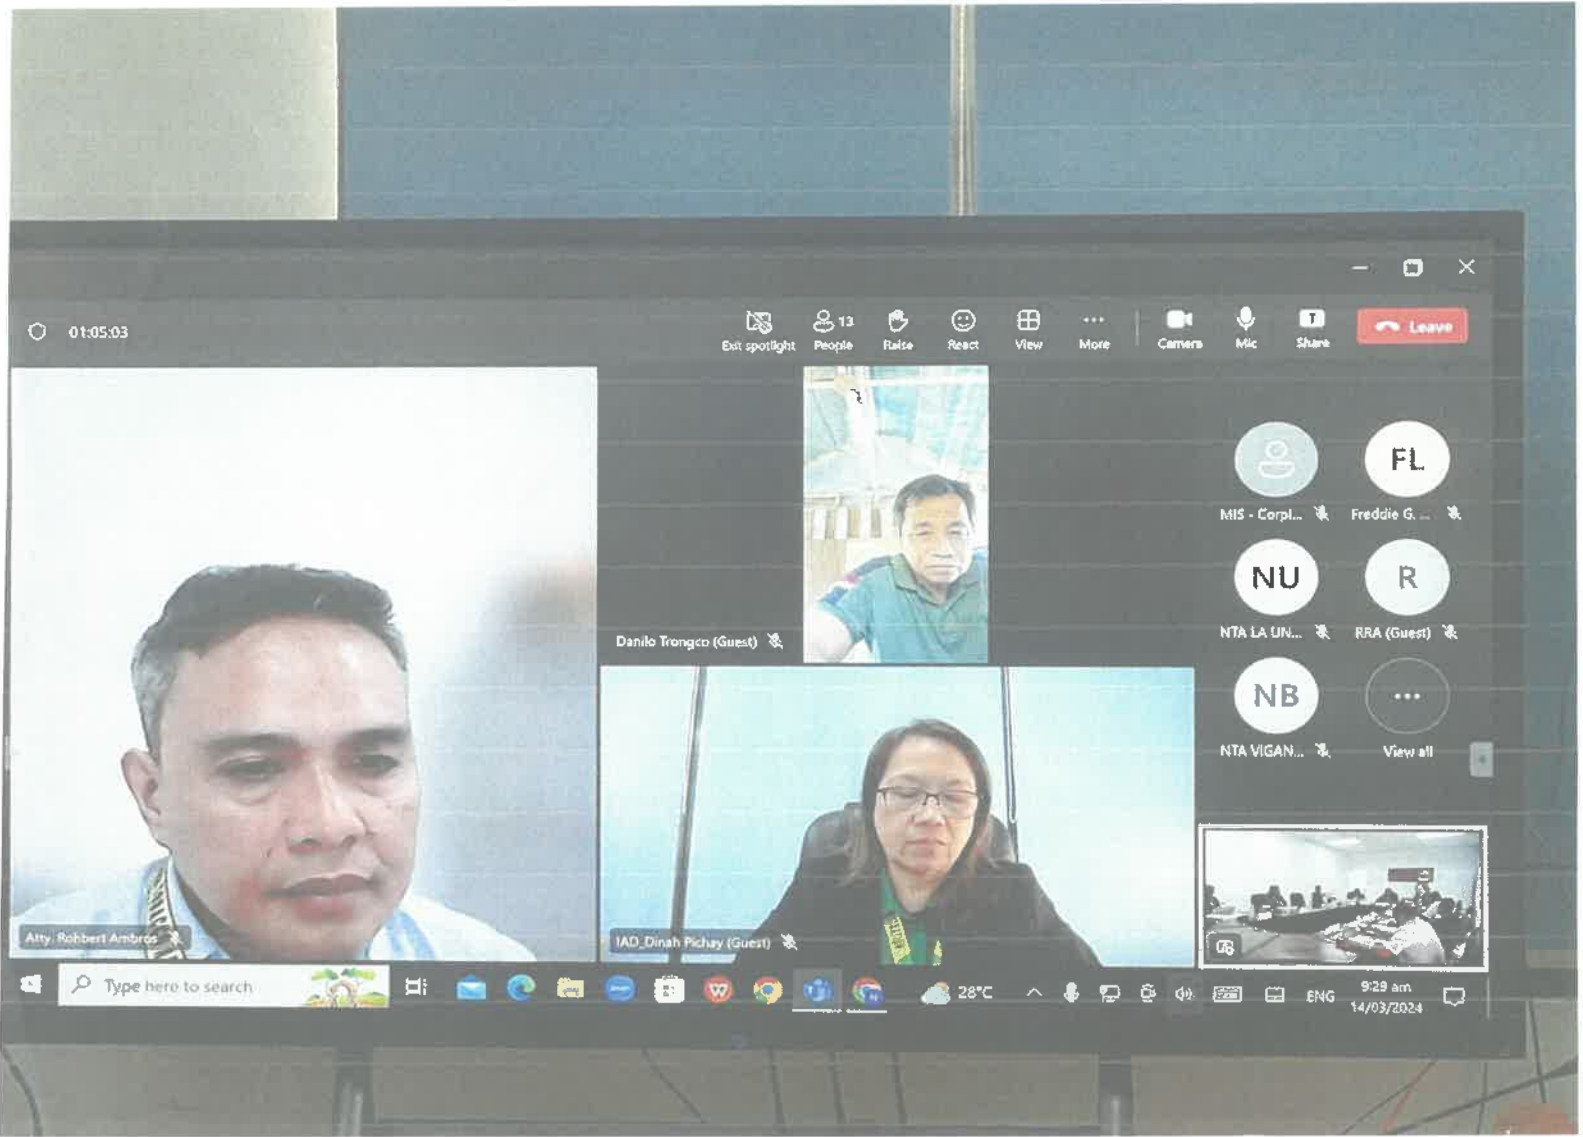 01:05:03
13
Exit spotlight People Raise React View More Camera Mic Share Leave
FL
MIS - Corpl... Freddie G. ...
NU R
NTA LA UN... RRA (Guest)
Danilo Trongco (Guest)
NB
NTA VIGAN... View all
Atty. Rohbert Ambros
IAD_Dinah Pichay (Guest)
Type here to search
28°C
ENG
9:29 am
14/03/2024